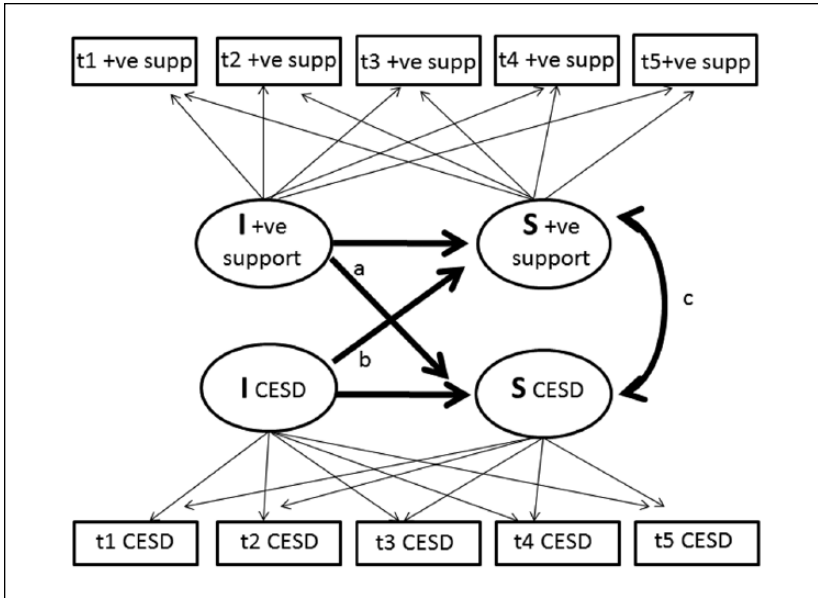 t1 +ve supp
t2 +ve supp
t3 +ve supp
t4 +ve supp
t5+ve supp
I +ve
support
S +ve
support
a
c
b
I CESD
S CESD
t1 CESD
t2 CESD
t3 CESD
t4 CESD
t5 CESD